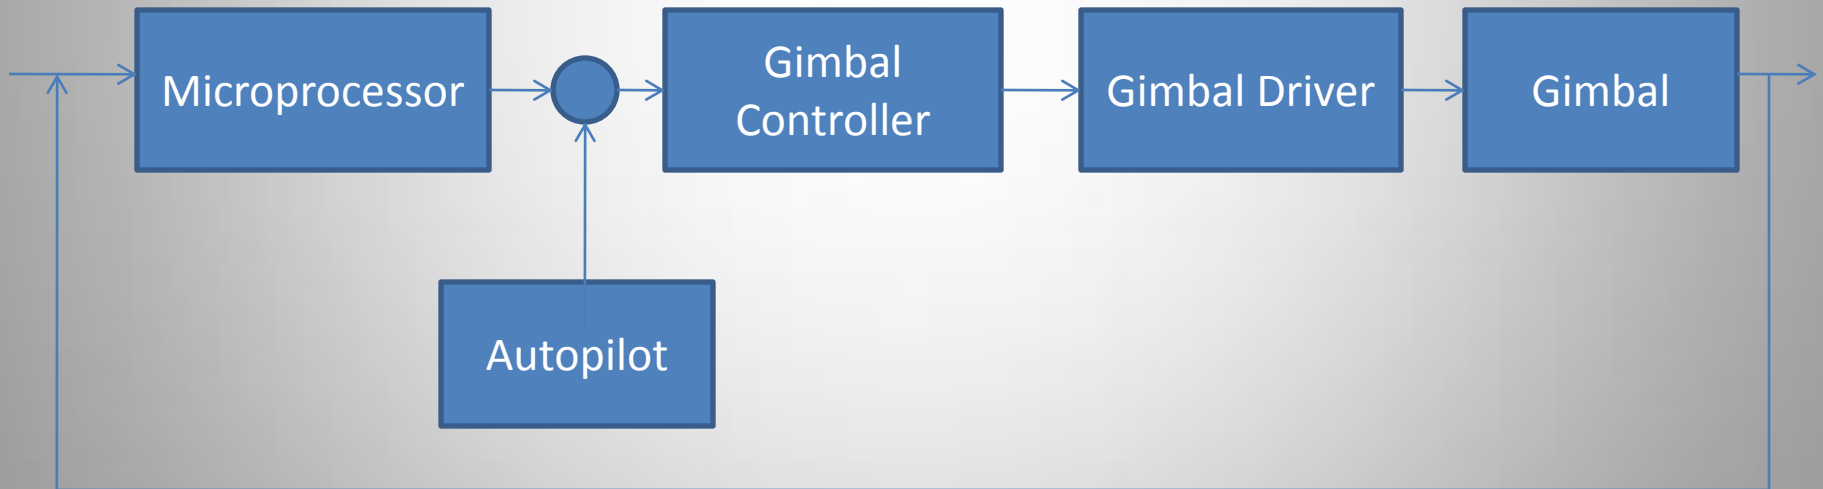 Microprocessor
Gimbal
Controller
Gimbal Driver
Gimbal
Autopilot